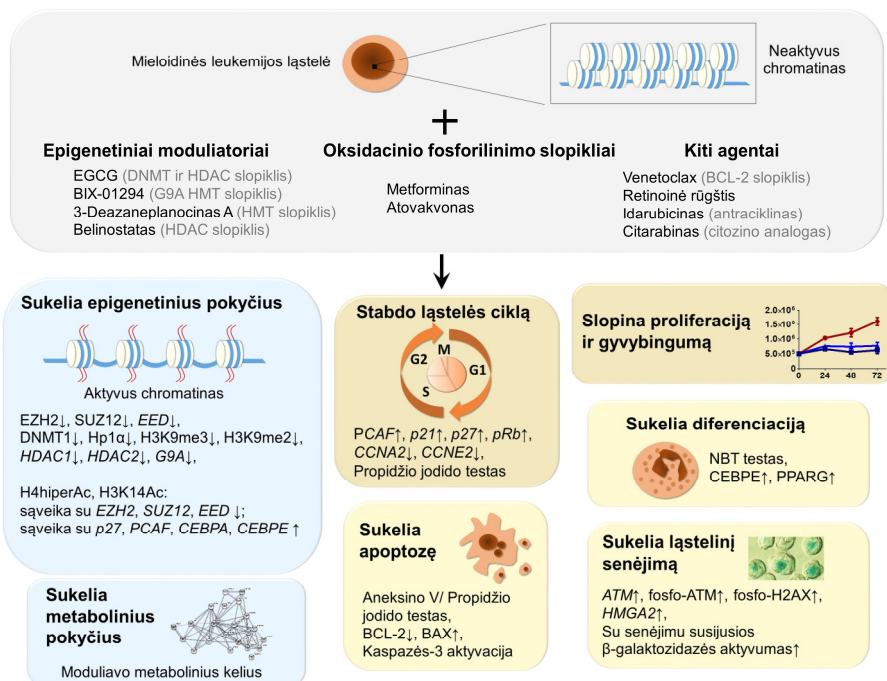 Mieloidinės leukemijos ląstelė
Neaktyvus
chromatinas
+
Epigenetiniai moduliatoriai
EGCG (DNMT ir HDAC slopiklis)
BIX-01294 (G9A HMT slopiklis)
3-Deazaneplanocinas A (HMT slopiklis)
Belinostatas (HDAC slopiklis)
Oksidacinio fosforilinimo slopikliai
Metforminas
Atovakvonas
Kiti agentai
Venetoclax (BCL-2 slopiklis)
Retinoinė rūgštis
Idarubicinas (antraciklinas)
Citarabinas (citozino analogas)
Sukelia epigenetinius pokyčius
Aktyvus chromatinas
EZH2↓, SUZ12↓, EED↓,
DNMT1↓, Hp1α↓, H3K9me3↓, H3K9me2↓,
HDAC1↓, HDAC2↓, G9A↓,
H4hiperAc, H3K14Ac:
sąveika su EZH2, SUZ12, EED ↓;
sąveika su p27, PCAF, CEBPA, CEBPE ↑
Sukelia
metabolinius
pokyčius
Moduliavo metabolinius kelius
Stabdo ląstelės ciklą
M
G2
G1
S
PCAF↑, p21↑, p27↑, pRb↑,
CCNA2↓, CCNE2↓,
Propidžio jodido testas
Sukelia
apoptozę
Aneksino V/ Propidžio
jodido testas,
BCL-2↓, BAX↑,
Kaspazės-3 aktyvacija
Slopina proliferaciją
ir gyvybingumą
2.0×10⁶
1.5×10⁶
1.0×10⁶
5.0×10⁵
0 24 48 72
Sukelia diferenciaciją
NBT testas,
CEBPE↑, PPARG↑
Sukelia ląstelinį
senėjimą
ATM↑, fosfo-ATM↑, fosfo-H2AX↑,
HMGA2↑,
Su senėjimu susijusios
β-galaktozidazės aktyvumas↑